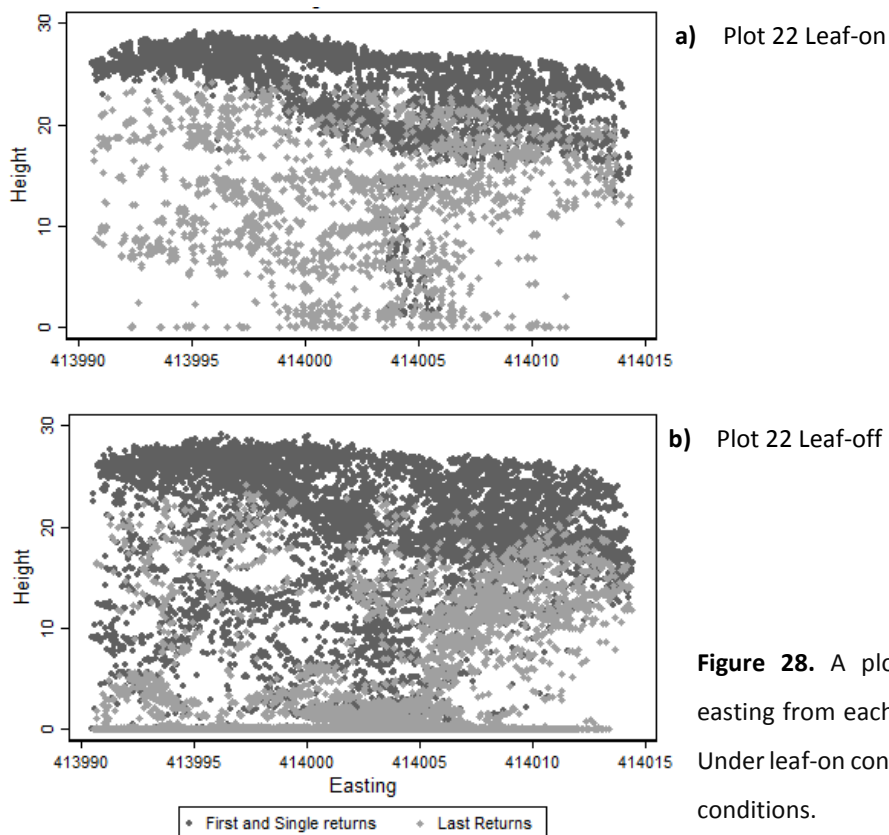 a) Plot 22 Leaf-on
30
20
10
0
Height
413990 413995 414000 414005 414010 414015
b) Plot 22 Leaf-off
30
20
10
0
Height
413990 413995 414000 414005 414010 414015
Easting
First and Single returns Last Returns
Figure 28. A plo
easting from each
Under leaf-on con
conditions.